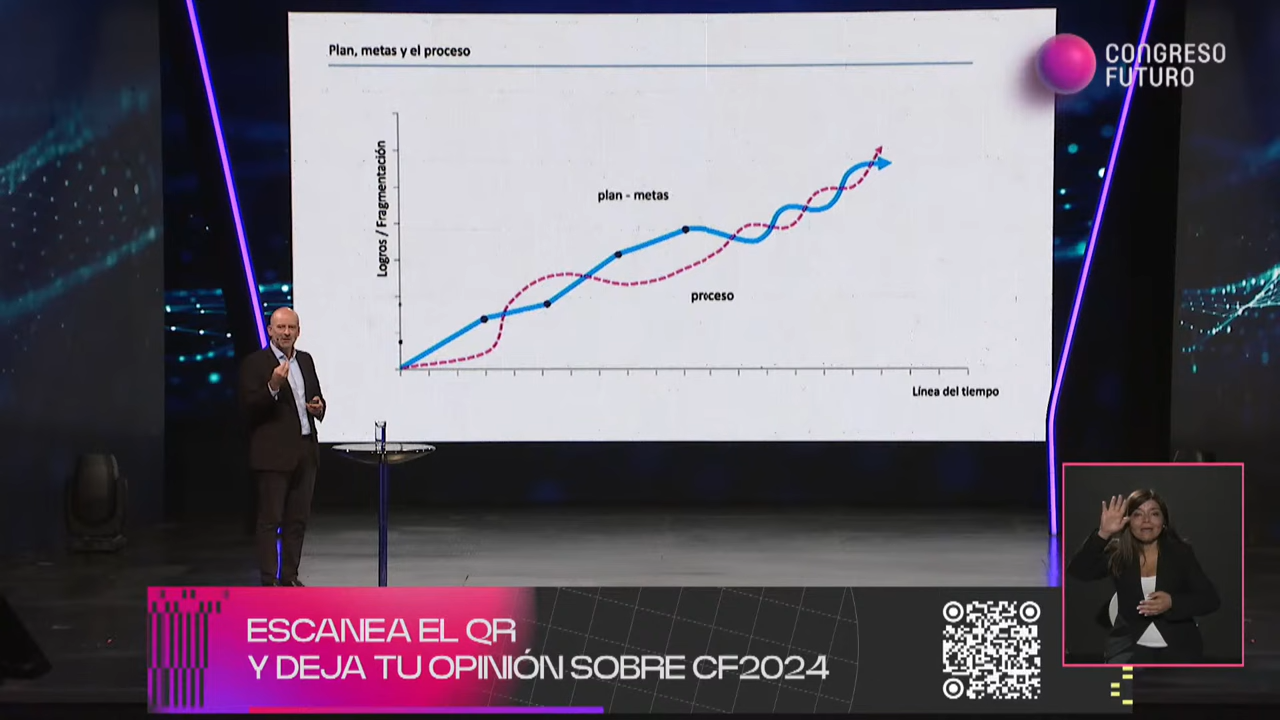 Plan, metas y el proceso
CONGRESO
FUTURO
Logros / Fragmentación
plan - metas
proceso
Línea del tiempo
ESCANEA EL QR
Y DEJA TU OPINIÓN SOBRE CF2024